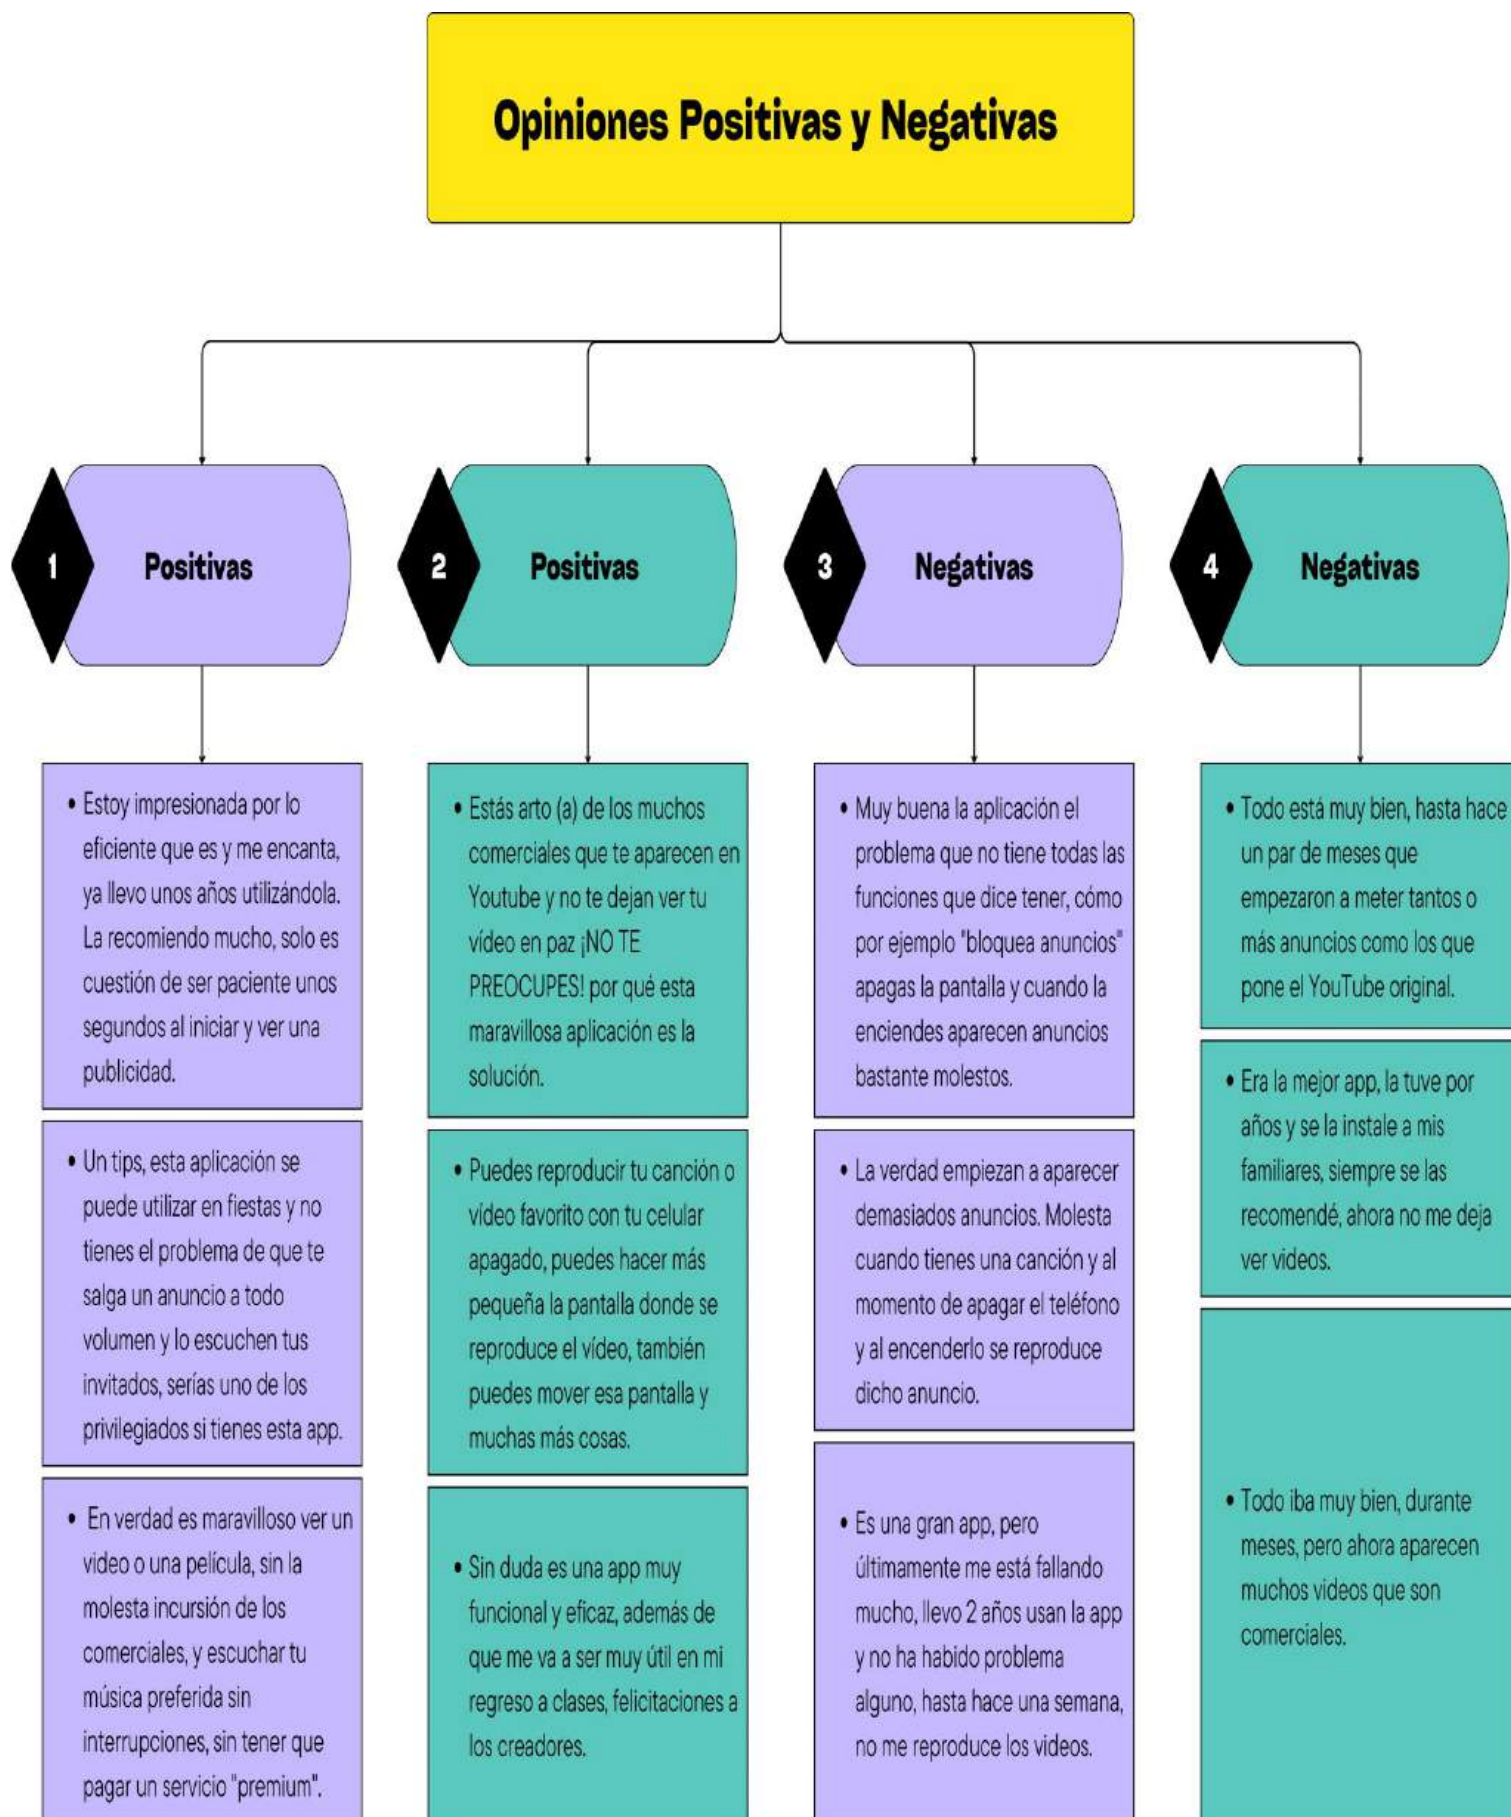 Opiniones Positivas y Negativas
1
Positivas
• Estoy impresionada por lo
eficiente que es y me encanta,
ya llevo unos años utilizándola.
La recomiendo mucho, solo es
cuestión de ser paciente unos
segundos al iniciar y ver una
publicidad.
• Un tips, esta aplicación se
puede utilizar en fiestas y no
tienes el problema de que te
salga un anuncio a todo
volumen y lo escuchen tus
invitados, serías uno de los
privilegiados si tienes esta app.
• En verdad es maravilloso ver un
video o una película, sin la
molesta incursión de los
comerciales, y escuchar tu
música preferida sin
interrupciones, sin tener que
pagar un servicio "premium".
2
Positivas
• Estás arto (a) de los muchos
comerciales que te aparecen en
Youtube y no te dejan ver tu
vídeo en paz ¡NO TE
PREOCUPES! por qué esta
maravillosa aplicación es la
solución.
• Puedes reproducir tu canción o
vídeo favorito con tu celular
apagado, puedes hacer más
pequeña la pantalla donde se
reproduce el vídeo, también
puedes mover esa pantalla y
muchas más cosas.
• Sin duda es una app muy
funcional y eficaz, además de
que me va a ser muy útil en mi
regreso a clases, felicitaciones a
los creadores.
3
Negativas
• Muy buena la aplicación el
problema que no tiene todas las
funciones que dice tener, cómo
por ejemplo "bloquea anuncios"
apagas la pantalla y cuando la
enciendes aparecen anuncios
bastante molestos.
• La verdad empiezan a aparecer
demasiados anuncios. Molesta
cuando tienes una canción y al
momento de apagar el teléfono
y al encenderlo se reproduce
dicho anuncio.
• Es una gran app, pero
últimamente me está fallando
mucho, llevo 2 años usan la app
y no ha habido problema
alguno, hasta hace una semana,
no me reproduce los videos.
4
Negativas
• Todo está muy bien, hasta hace
un par de meses que
empezaron a meter tantos o
más anuncios como los que
pone el YouTube original.
• Era la mejor app, la tuve por
años y se la instale a mis
familiares, siempre se las
recomendé, ahora no me deja
ver videos.
• Todo iba muy bien, durante
meses, pero ahora aparecen
muchos videos que son
comerciales.